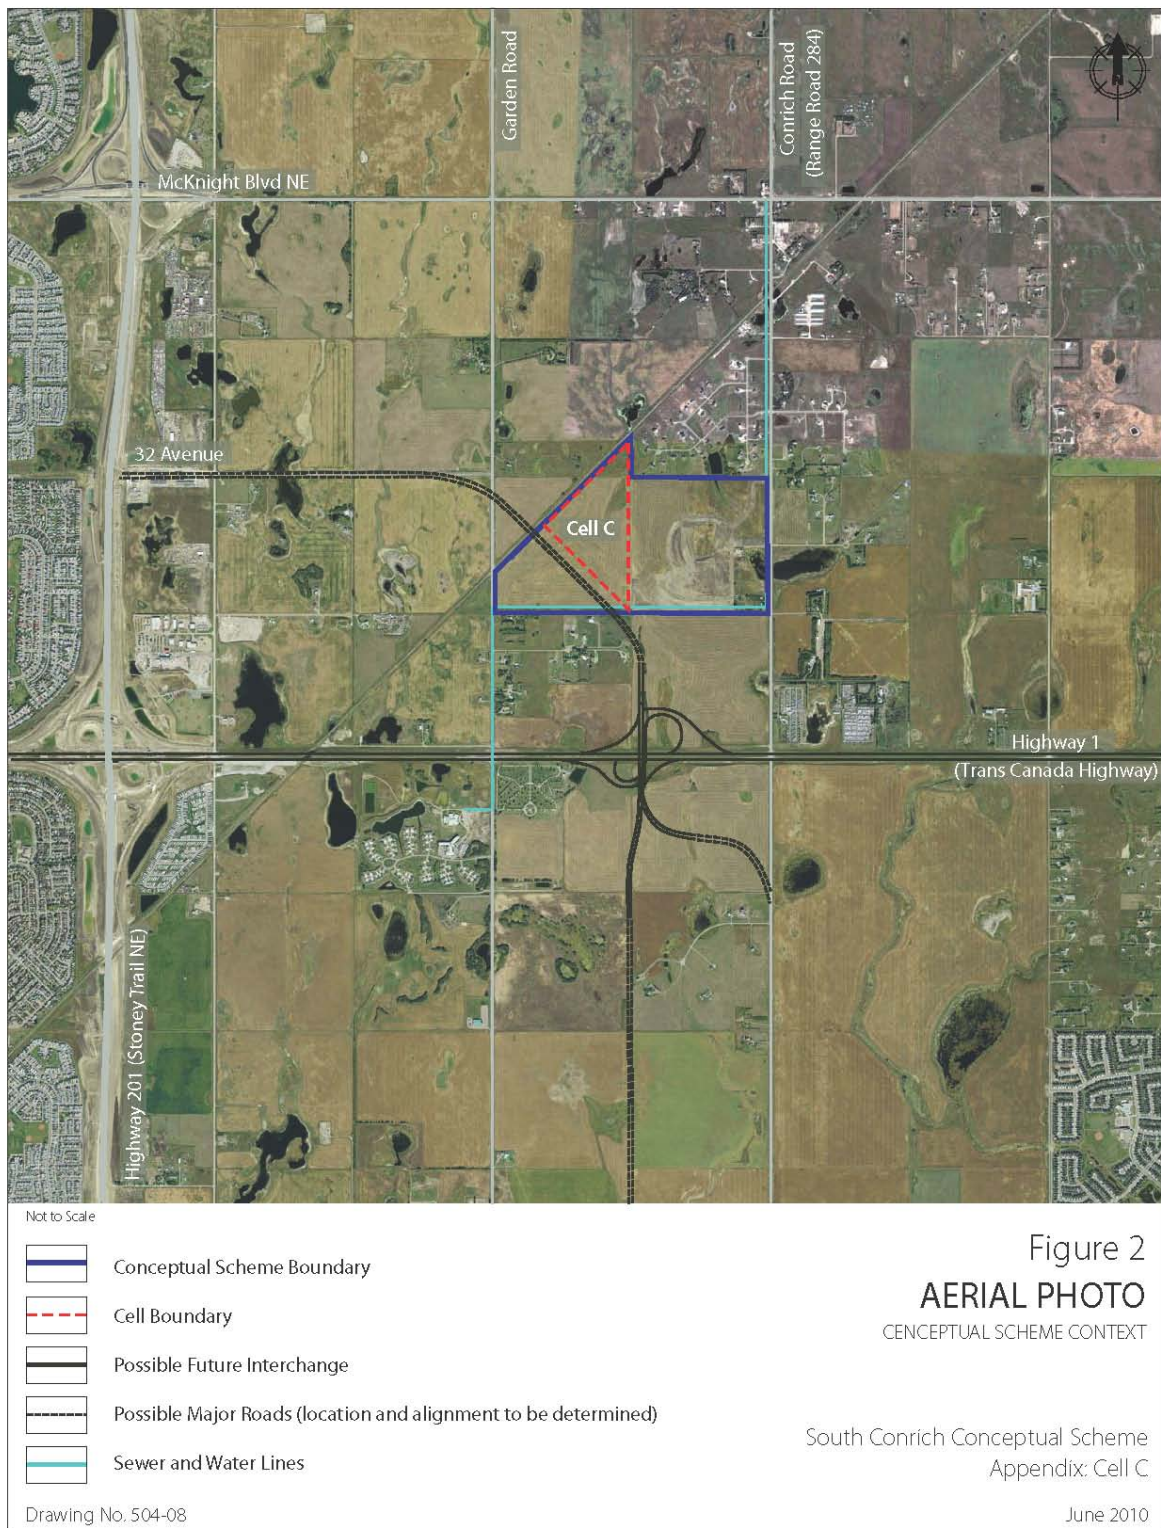 Garden Road
Conrich Road
(Range Road 284)
N
McKnight Blvd NE
32 Avenue
Cell C
Highway 1
(Trans Canada Highway)
Highway 201 (Stoney Trail NE)
Not to Scale
Conceptual Scheme Boundary
Cell Boundary
Possible Future Interchange
Possible Major Roads (location and alignment to be determined)
Sewer and Water Lines
Drawing No. 504-08
Figure 2
AERIAL PHOTO
CENCEPTUAL SCHEME CONTEXT
South Conrich Conceptual Scheme
Appendix: Cell C
June 2010